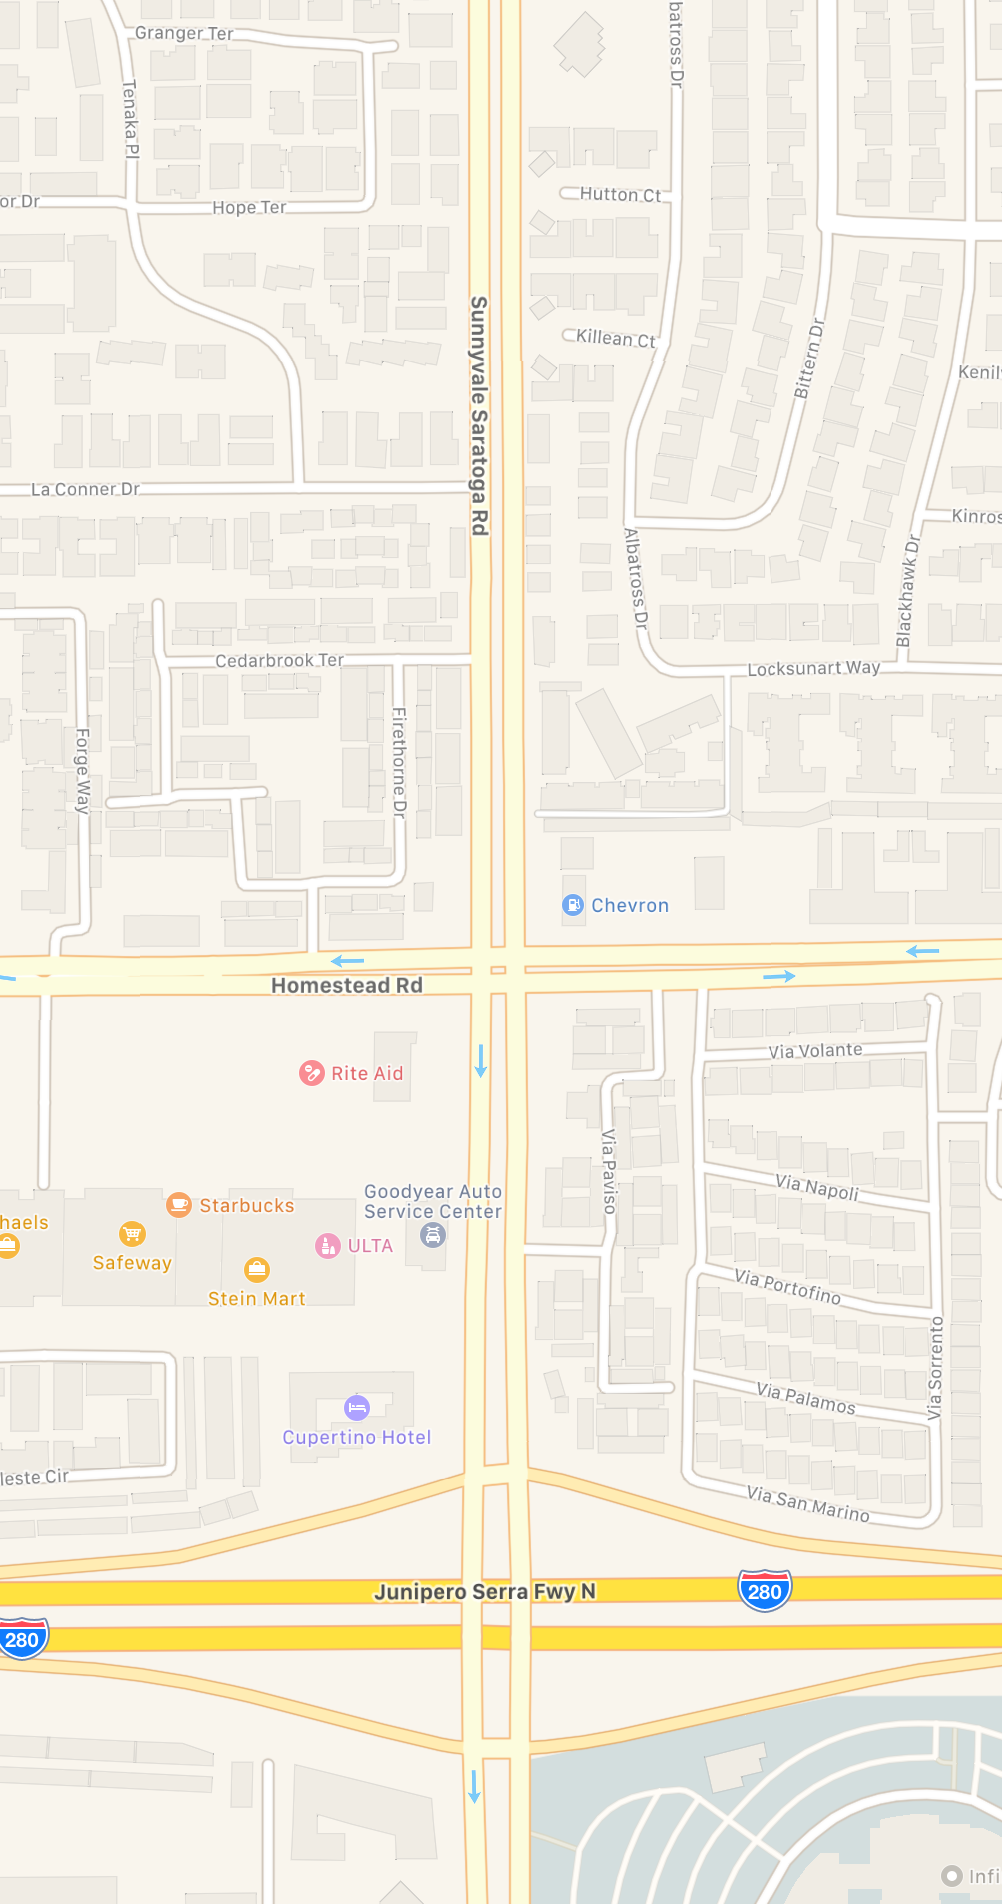 Granger Ter
batross Dr
Tenaka Pl
Hutton Ct
or Dr
Hope Ter
Sunnyvale Saratoga Rd
Killean Ct
Bittern Dr
Kenilv
La Conner Dr
Kinros
Albatross Dr
Blackhawk Dr
Cedarbrook Ter
Locksunart Way
Forge Way
Firethorne Dr
Chevron
Homestead Rd
Via Volante
Rite Aid
Via Paviso
Via Napoli
Goodyear Auto
Service Center
Starbucks
haels
Safeway
ULTA
Stein Mart
Via Portofino
Via Sorrento
Via Palamos
Cupertino Hotel
leste Cir
Via San Marino
Junipero Serra Fwy N
280
280
Infi